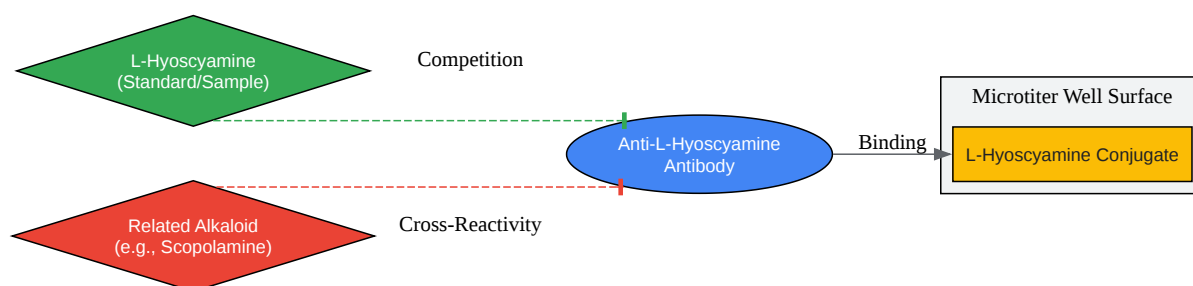 L-Hyoscyamine
(Standard/Sample)
Competition
Microtiter Well Surface
Anti-L-Hyoscyamine
Antibody
Binding
L-Hyoscyamine Conjugate
Related Alkaloid
(e.g., Scopolamine)
Cross-Reactivity